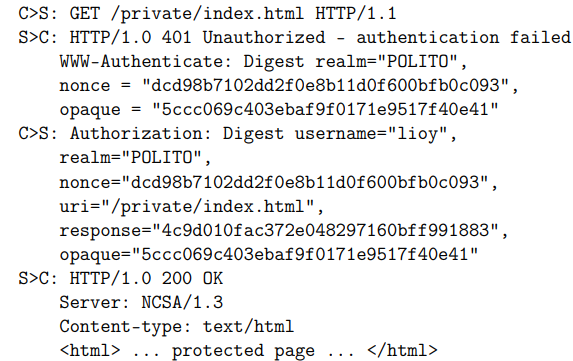 C>S: GET /private/index.html HTTP/1.1
S>C: HTTP/1.0 401 Unauthorized - authentication failed
WWW-Authenticate: Digest realm="POLITO",
nonce = "dcd98b7102dd2f0e8b11d0f600bfb0c093",
opaque = "5ccc069c403ebaf9f0171e9517f40e41"
C>S: Authorization: Digest username="lioy",
realm="POLITO",
nonce="dcd98b7102dd2f0e8b11d0f600bfb0c093",
uri="/private/index.html",
response="4c9d010fac372e048297160bff991883",
opaque="5ccc069c403ebaf9f0171e9517f40e41"
S>C: HTTP/1.0 200 OK
Server: NCSA/1.3
Content-type: text/html
<html> ... protected page ... </html>